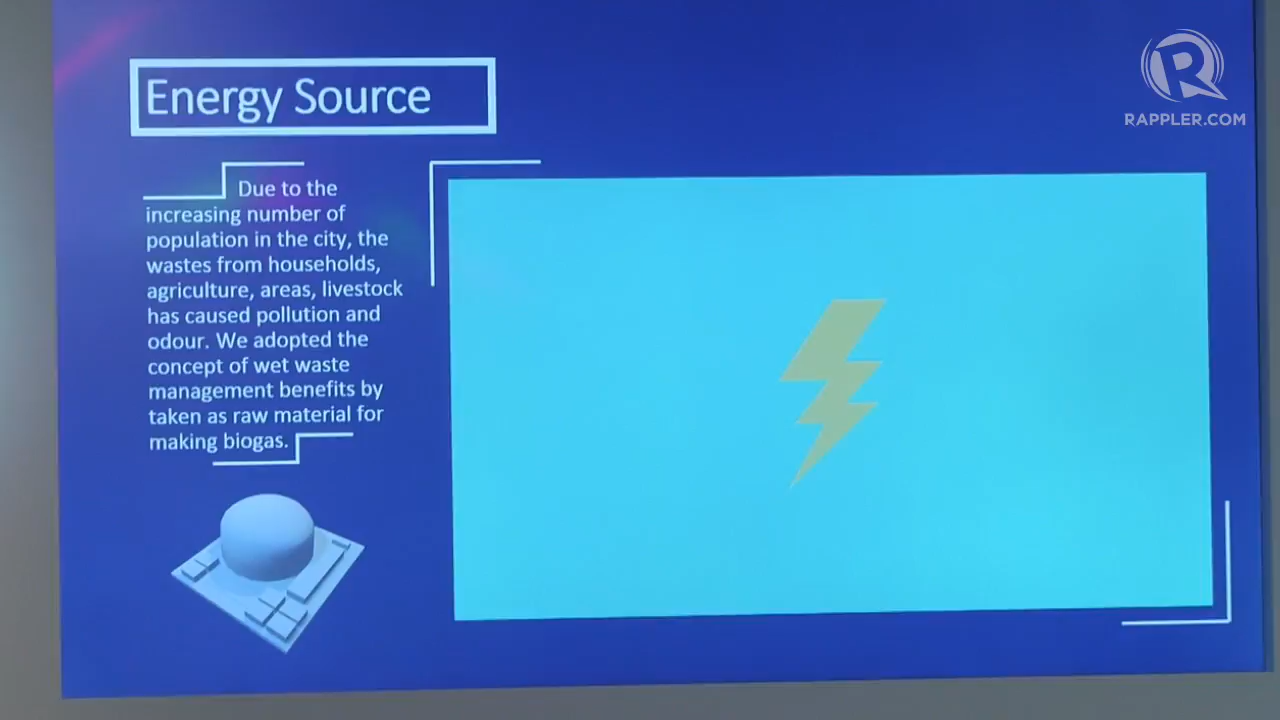 Energy Source
Due to the
increasing number of
population in the city, the
wastes from households,
agriculture, areas, livestock
has caused pollution and
odour. We adopted the
concept of wet waste
management benefits by
taken as raw material for
making biogas.
R
RAPPLER.COM